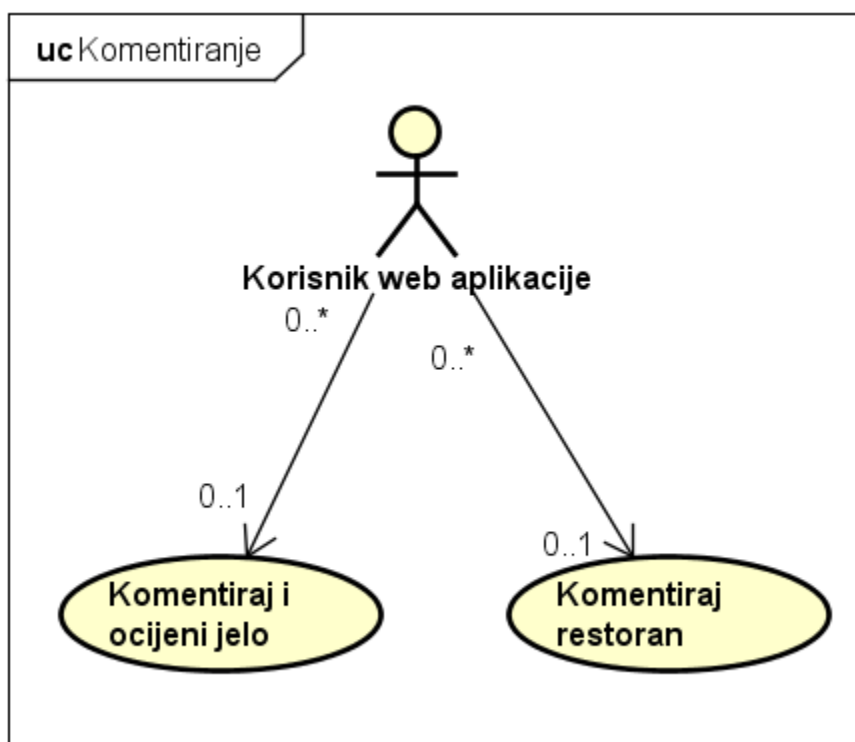 uc Komentiranje
Korisnik web aplikacije
0..*
0..*
0..1
0..1
Komentiraj i
ocijeni jelo
Komentiraj
restoran